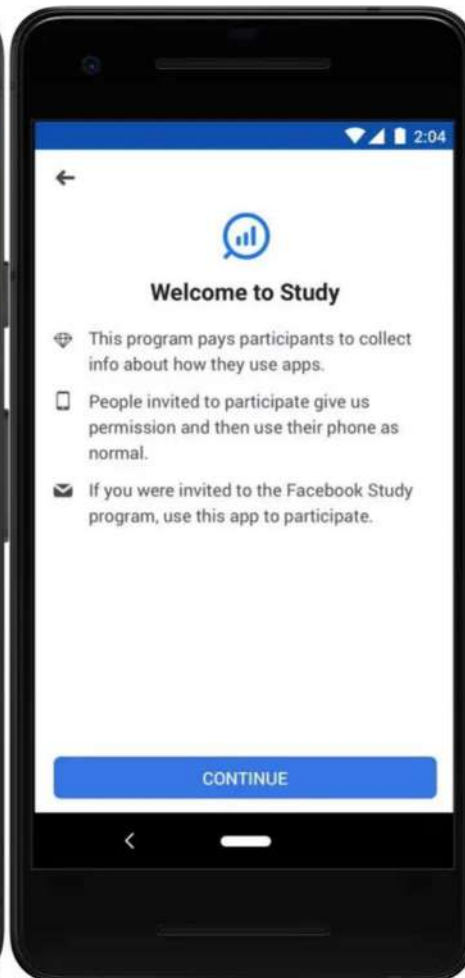 2:04
Welcome to Study
This program pays participants to collect
info about how they use apps.
People invited to participate give us
permission and then use their phone as
normal.
If you were invited to the Facebook Study
program, use this app to participate.
CONTINUE